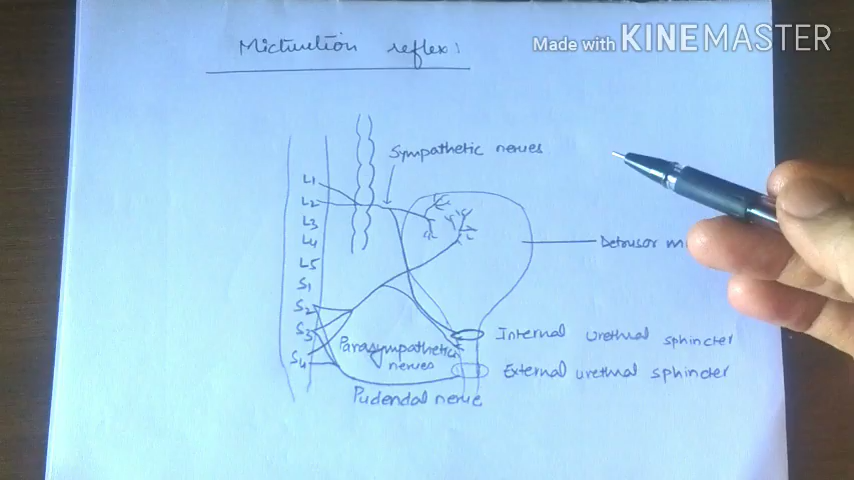 Micturition reflex:
Made with KINEMASTER
Sympathetic nerves
L1
L2
L3
L4
L5
S1
S2
S3
S4
Detrusor
Internal urethral sphincter
Parasympathetic
nerves
External urethral sphincter
Pudendal nerve